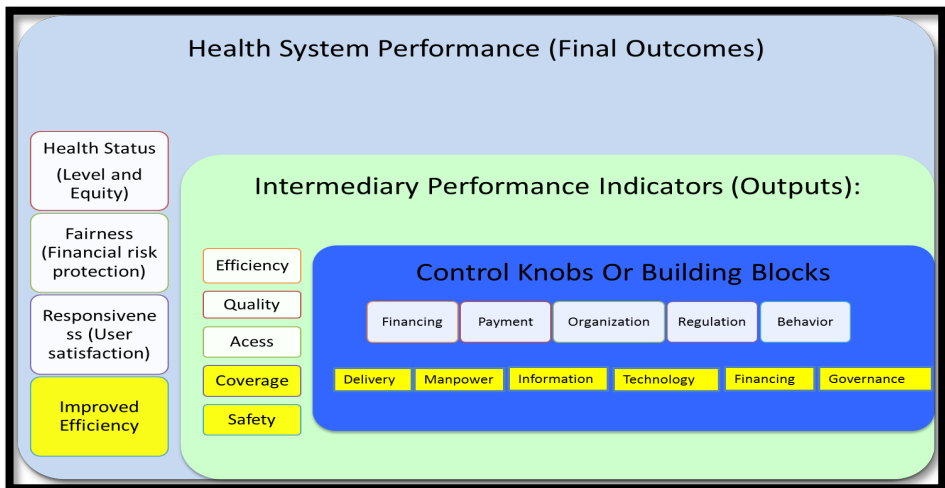 Health System Performance (Final Outcomes)
Health Status
(Level and
Equity)
Fairness
(Financial risk
protection)
Responsivene
ss (User
satisfaction)
Improved
Efficiency
Intermediary Performance Indicators (Outputs):
Efficiency
Quality
Acess
Coverage
Safety
Control Knobs Or Building Blocks
Financing
Payment
Organization
Regulation
Behavior
Delivery
Manpower
Information
Technology
Financing
Governance